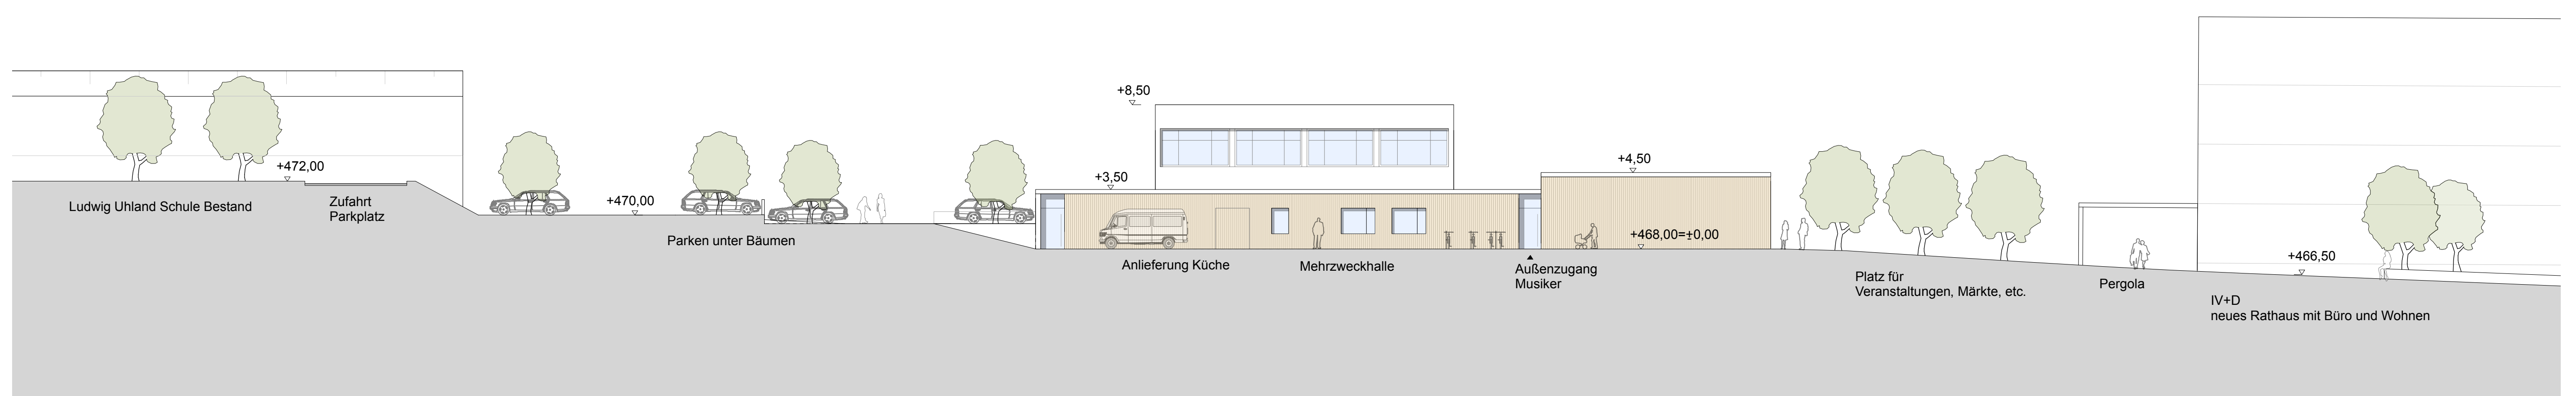 +472,00
Ludwig Uhland Schule Bestand
Zufahrt
Parkplatz
+470,00
Parken unter Bäumen
+8,50
+3,50
+4,50
+468,00=±0,00
Anlieferung Küche
Mehrzweckhalle
Außenzugang
Musiker
Platz für
Veranstaltungen, Märkte, etc.
Pergola
+466,50
IV+D
neues Rathaus mit Büro und Wohnen